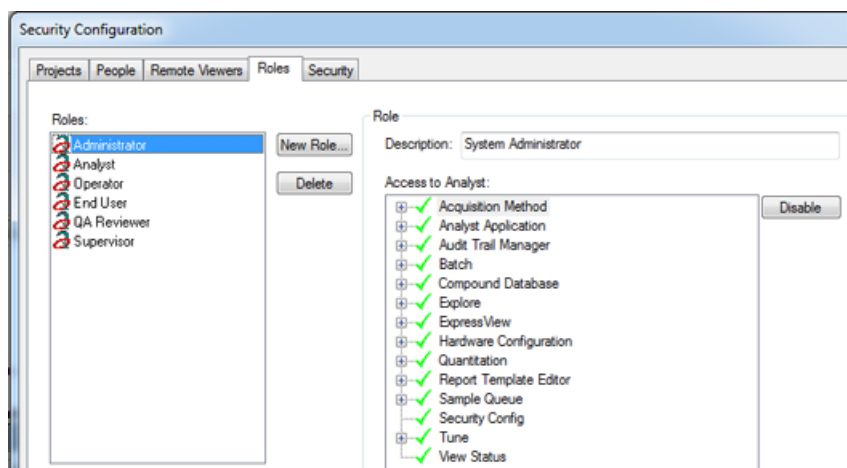 Security Configuration
Projects People Remote Viewers Roles Security
Roles:
Administrator
Analyst
Operator
End User
QA Reviewer
Supervisor
New Role...
Delete
Role
Description: System Administrator
Access to Analyst:
Acquisition Method
Analyst Application
Audit Trail Manager
Batch
Compound Database
Explore
ExpressView
Hardware Configuration
Quantitation
Report Template Editor
Sample Queue
Security Config
Tune
View Status
Disable